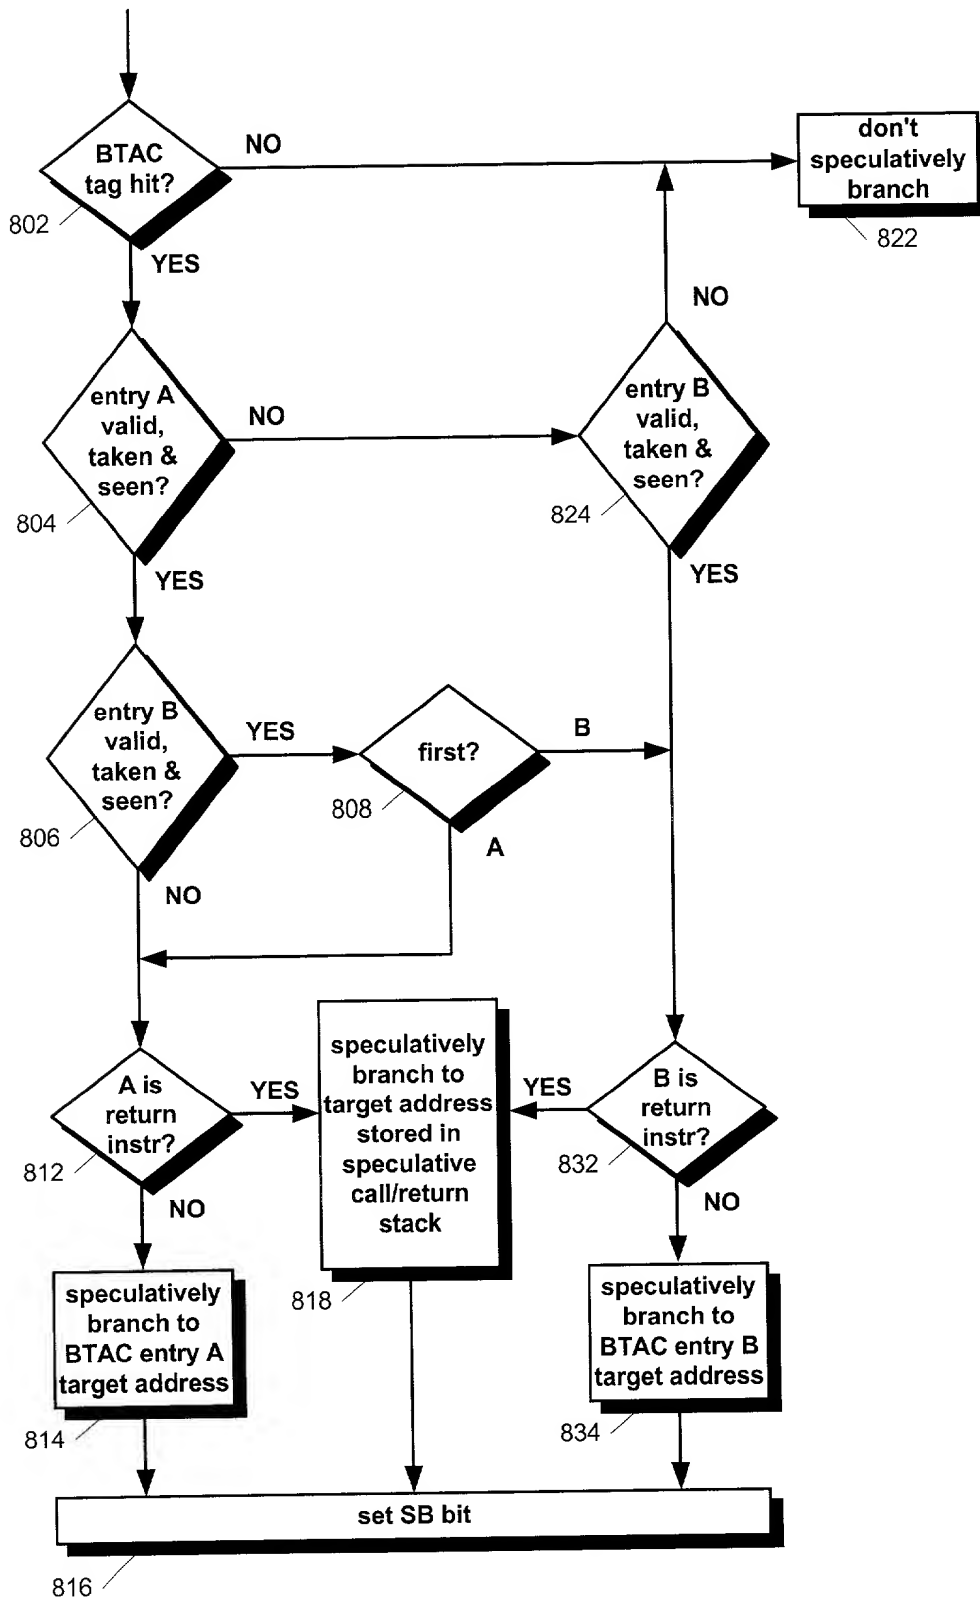 BTAC
tag hit?
802
NO
YES
don't
speculatively
branch
822
entry A
valid,
taken &
seen?
804
NO
YES
entry B
valid,
taken &
seen?
824
NO
YES
entry B
valid,
taken &
seen?
806
YES
NO
first?
808
B
A
A is
return
instr?
812
YES
NO
speculatively
branch to
target address
stored in
speculative
call/return
stack
818
B is
return
instr?
832
YES
NO
speculatively
branch to
BTAC entry A
target address
814
speculatively
branch to
BTAC entry B
target address
834
set SB bit
816